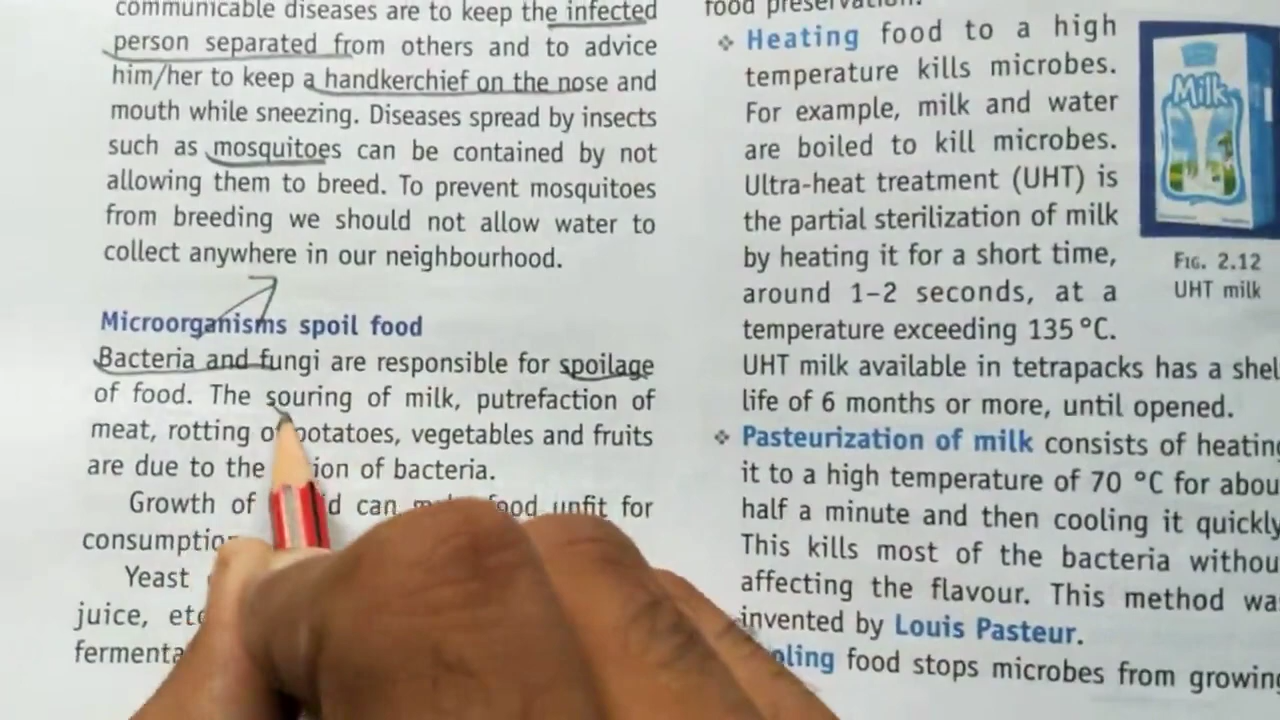 communicable diseases are to keep the infected
person separated from others and to advice
him/her to keep a handkerchief on the nose and
mouth while sneezing. Diseases spread by insects
such as mosquitoes can be contained by not
allowing them to breed. To prevent mosquitoes
from breeding we should not allow water to
collect anywhere in our neighbourhood.
Microorganisms spoil food
Bacteria and fungi are responsible for spoilage
of food. The souring of milk, putrefaction of
meat, rotting of potatoes, vegetables and fruits
are due to the ion of bacteria.
Growth of can food unfit for
Yeast
juice,
food preservation.
❖ Heating food to a high
temperature kills microbes.
For example, milk and water
are boiled to kill microbes.
Ultra-heat treatment (UHT) is
the partial sterilization of milk
by heating it for a short time,
around 1–2 seconds, at a
temperature exceeding 135 °C.
UHT milk available in tetrapacks has a shel
life of 6 months or more, until opened.
❖ Pasteurization of milk consists of heating
it to a high temperature of 70 °C for abou
half a minute and then cooling it quickly
This kills most of the bacteria withou
affecting the flavour. This method wa
invented by Louis Pasteur.
oling food stops microbes from growing
Milk
FIG. 2.12
UHT milk